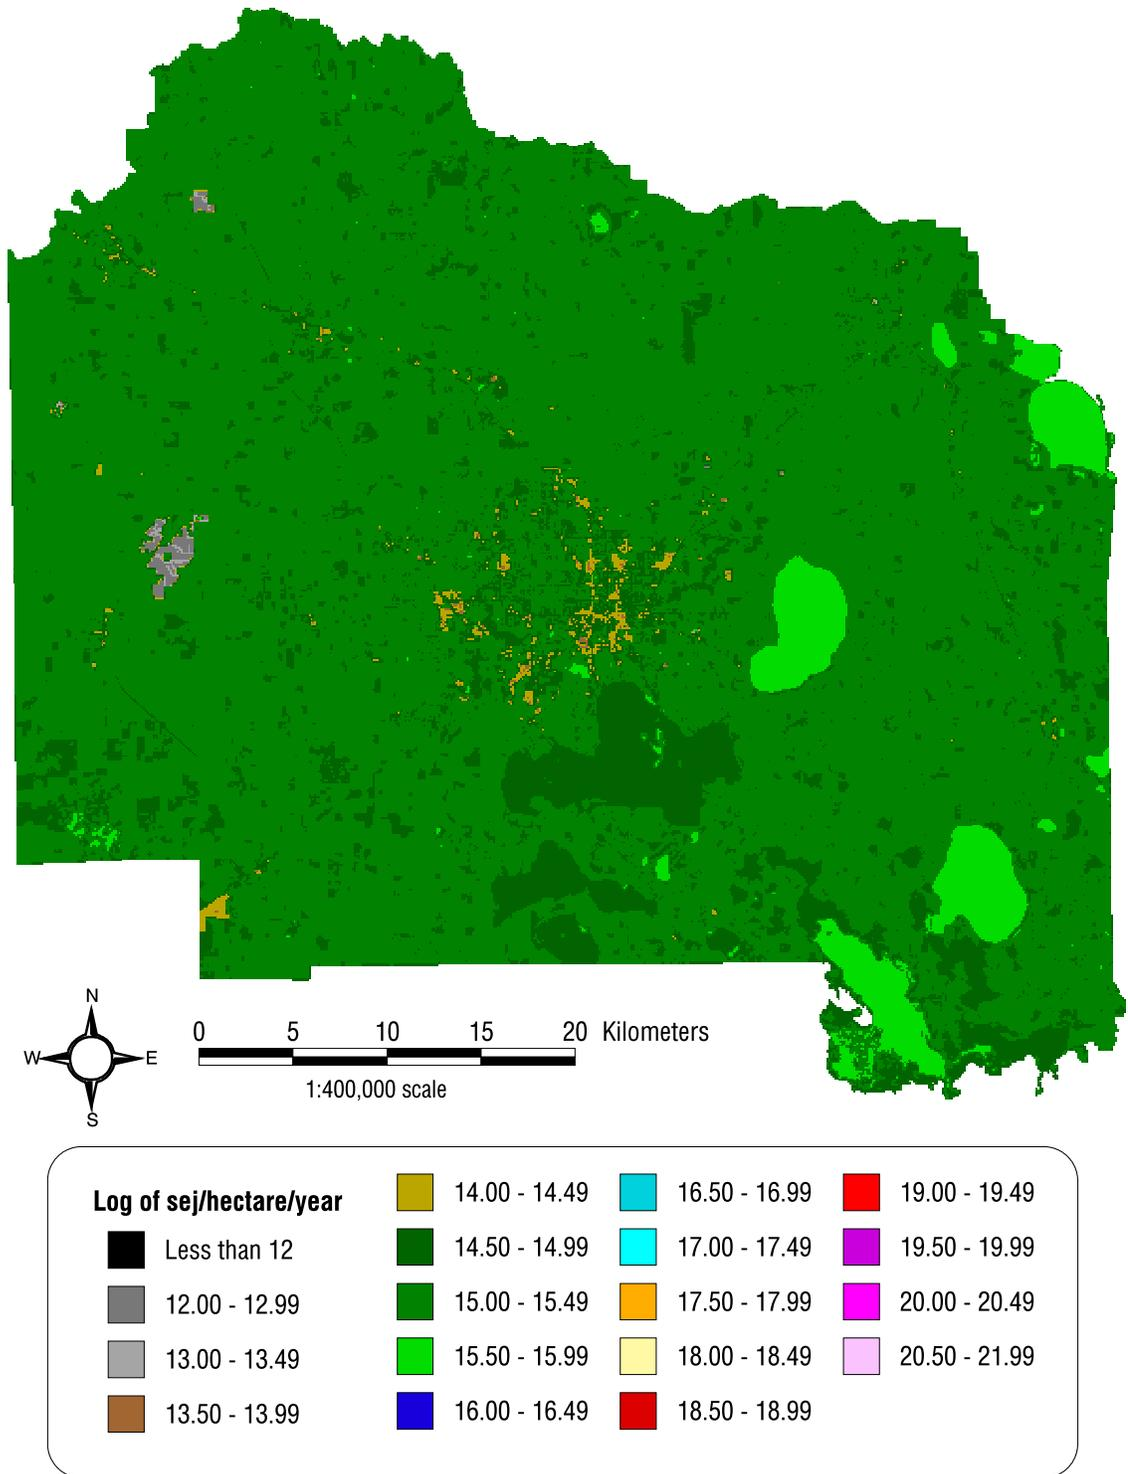 N
W E
S
0 5 10 15 20 Kilometers
1:400,000 scale
Log of sej/hectare/year
Less than 12
12.00 - 12.99
13.00 - 13.49
13.50 - 13.99
14.00 - 14.49
14.50 - 14.99
15.00 - 15.49
15.50 - 15.99
16.00 - 16.49
16.50 - 16.99
17.00 - 17.49
17.50 - 17.99
18.00 - 18.49
18.50 - 18.99
19.00 - 19.49
19.50 - 19.99
20.00 - 20.49
20.50 - 21.99